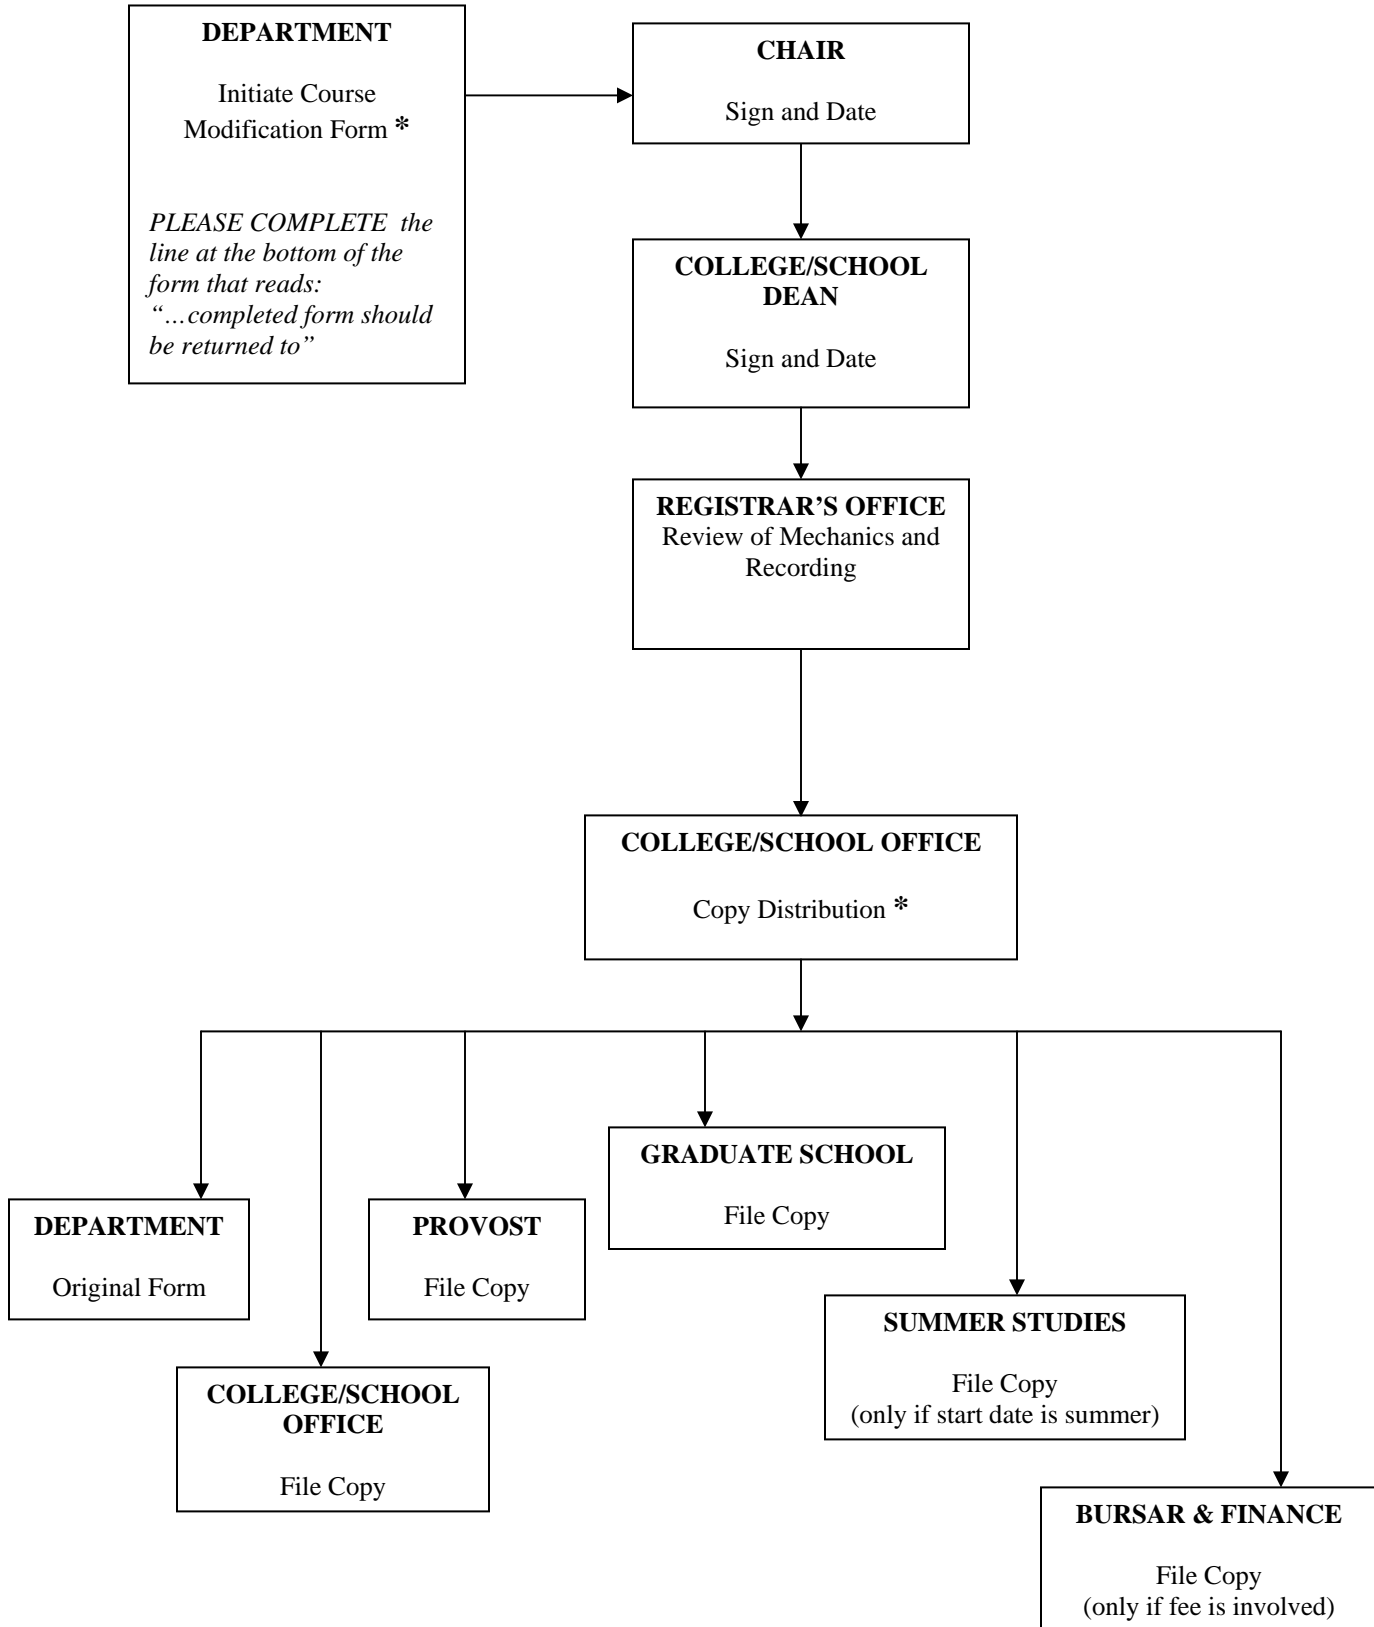 DEPARTMENT
Initiate Course
Modification Form *
PLEASE COMPLETE the
line at the bottom of the
form that reads:
“…completed form should
be returned to”
CHAIR
Sign and Date
COLLEGE/SCHOOL
DEAN
Sign and Date
REGISTRAR’S OFFICE
Review of Mechanics and
Recording
COLLEGE/SCHOOL OFFICE
Copy Distribution *
DEPARTMENT
Original Form
COLLEGE/SCHOOL
OFFICE
File Copy
PROVOST
File Copy
GRADUATE SCHOOL
File Copy
SUMMER STUDIES
File Copy
(only if start date is summer)
BURSAR & FINANCE
File Copy
(only if fee is involved)